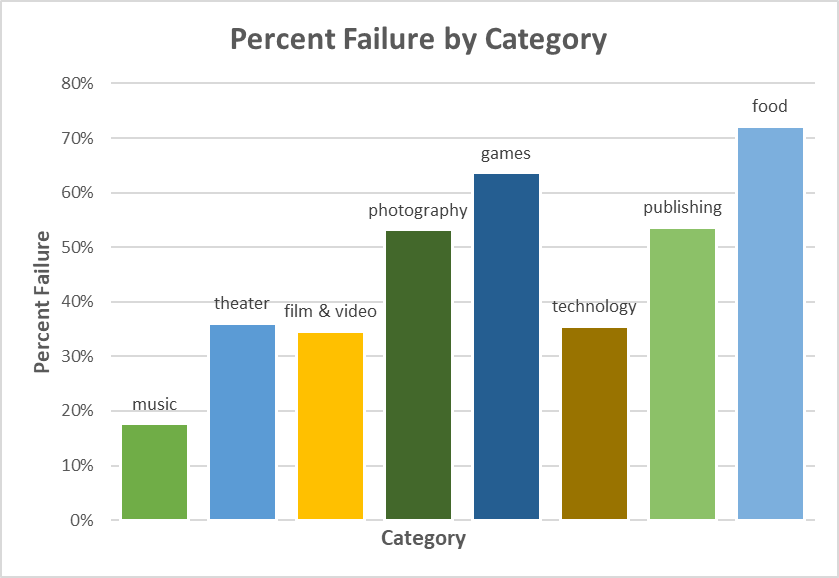 Percent Failure by Category
80%
70%
60%
50%
40%
30%
20%
10%
0%
Percent Failure
music
theater
film & video
photography
games
technology
publishing
food
Category